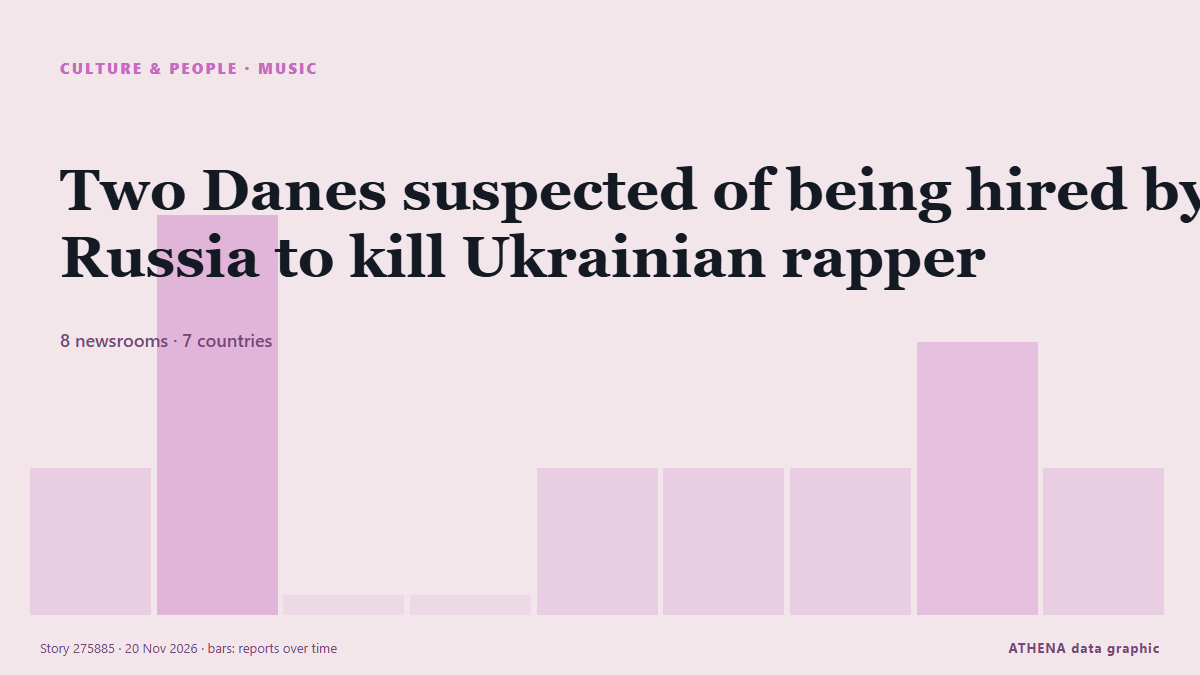 CULTURE & PEOPLE · MUSIC
Two Danes suspected of being hired by
Russia to kill Ukrainian rapper
8 newsrooms · 7 countries
Story 275885 · 20 Nov 2026 · bars: reports over time
ATHENA data graphic